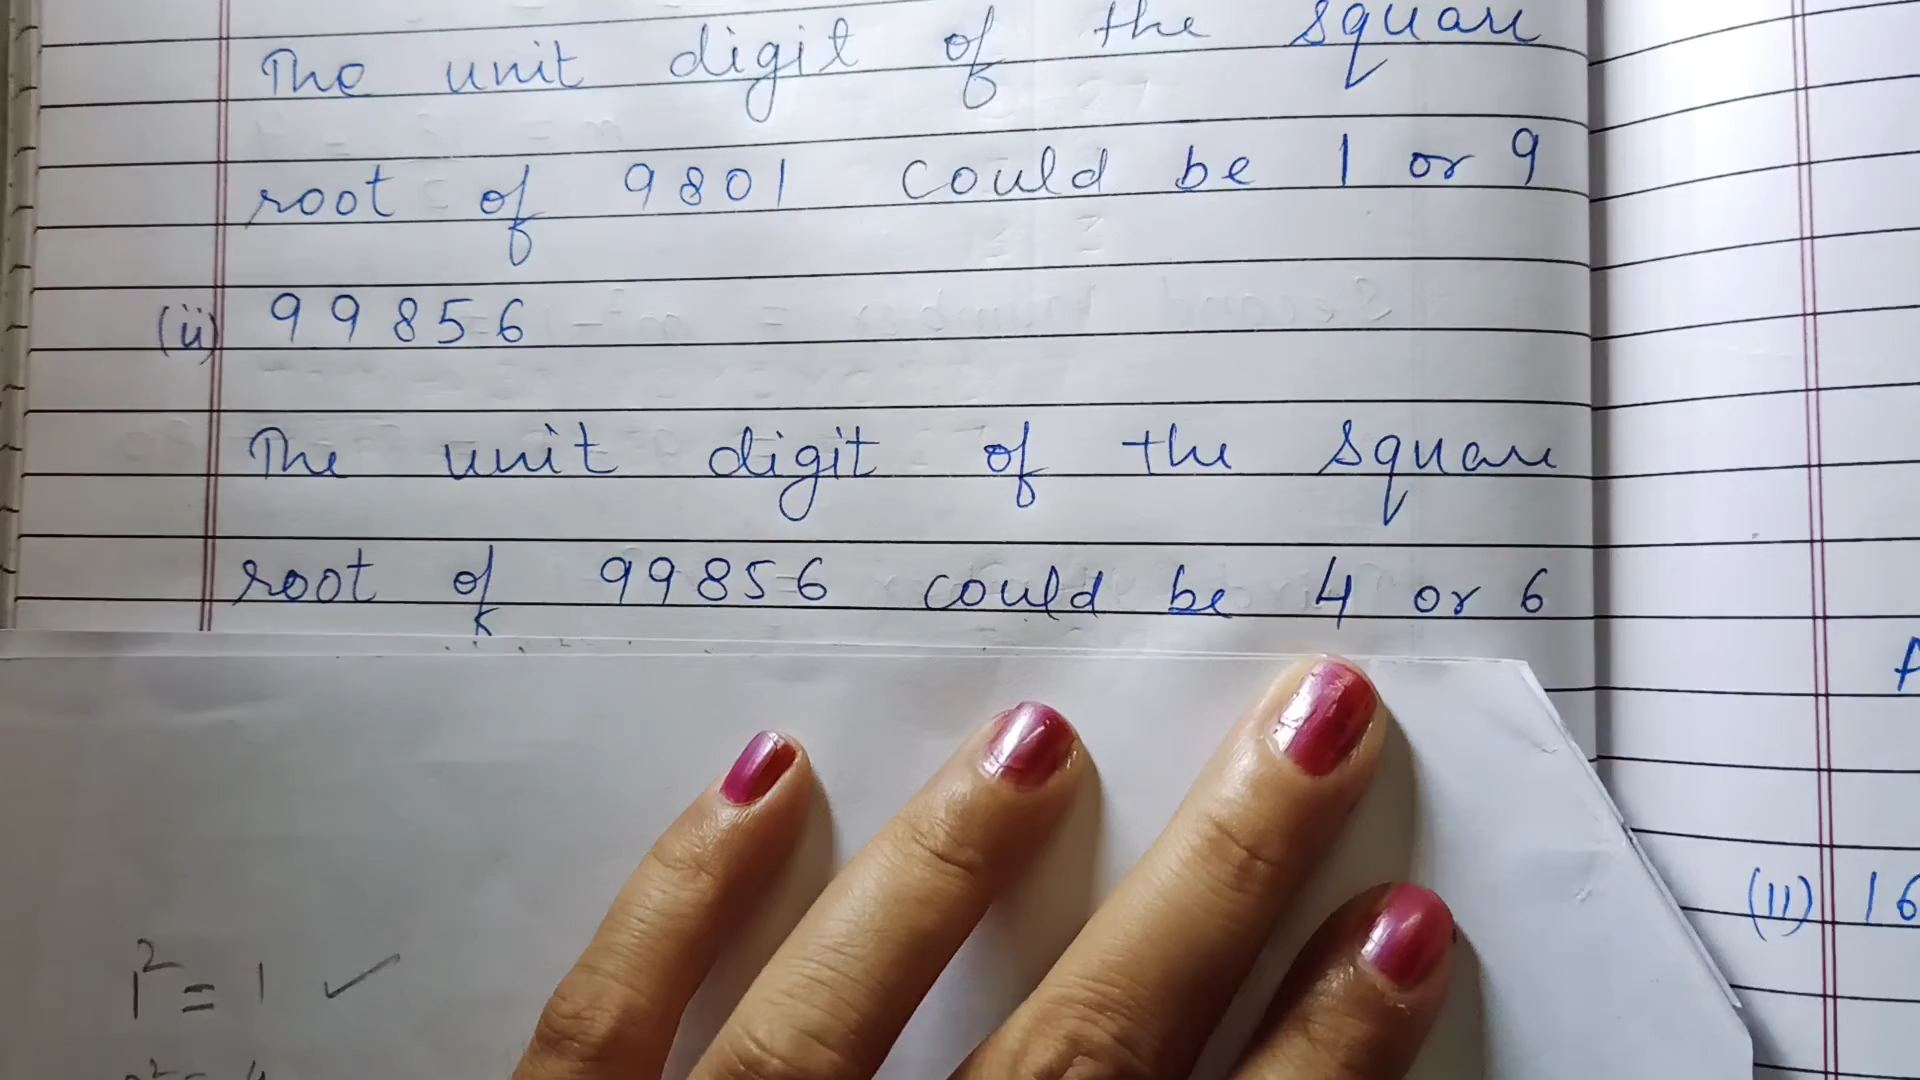 The unit digit of the square
root of 9801 could be 1 or 9
(ii) 99856
The unit digit of the square
root of 99856 could be 4 or 6
(11) 16
1² = 1 ✓